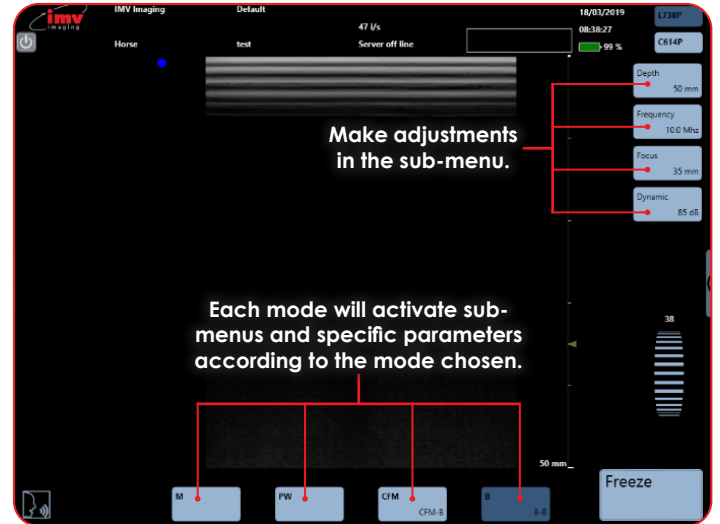 imv
imaging
IMV Imaging
Default
18/03/2019
L738P
47 i/s
08:38:27
Horse
test
Server off line
99 %
C614P
Depth
50 mm
Frequency
10.0 Mhz
Focus
35 mm
Dynamic
85 dB
Make adjustments
in the sub-menu.
Each mode will activate sub-
menus and specific parameters
according to the mode chosen.
38
50 mm
M
PW
CFM
CFM-B
B
B-B
Freeze